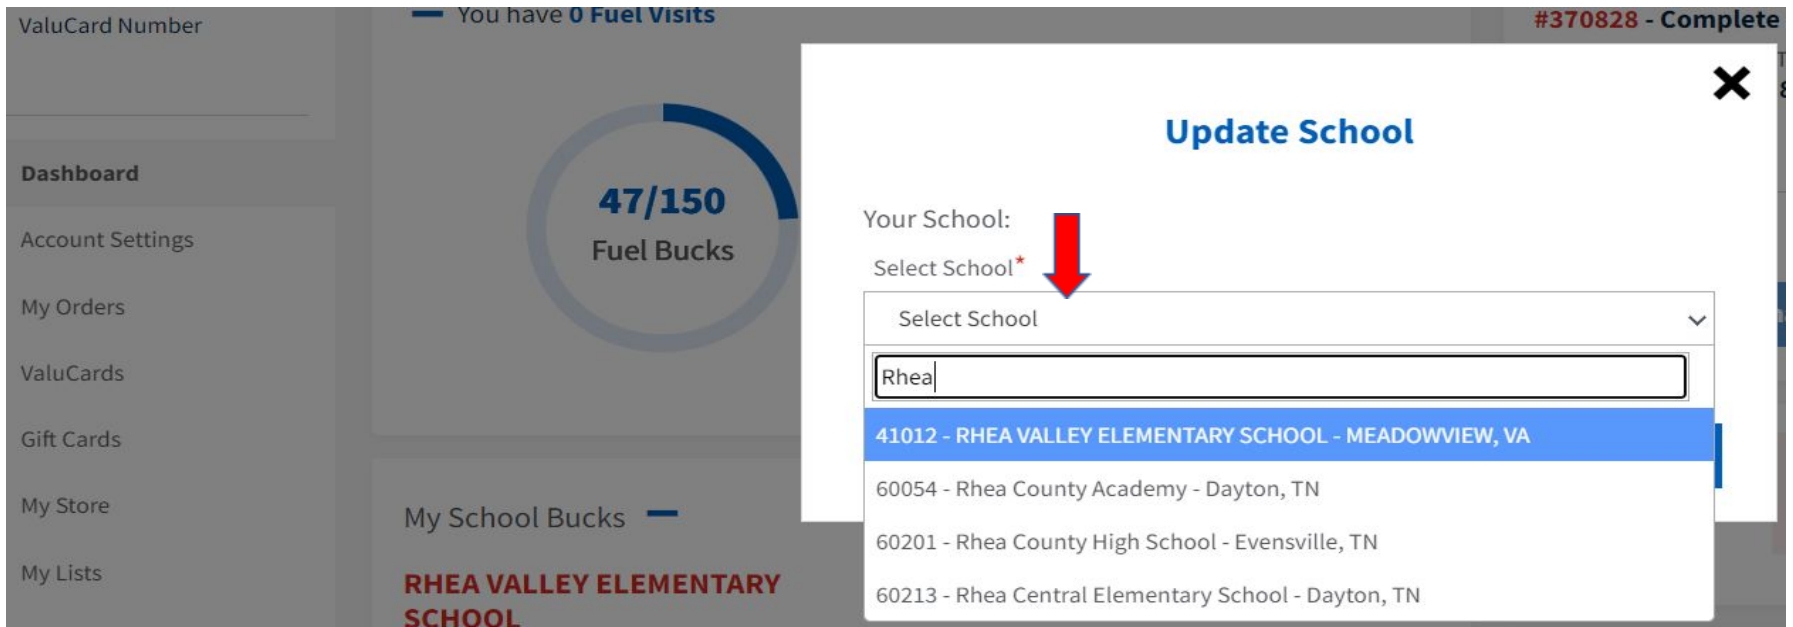 ValuCard Number
Dashboard
Account Settings
My Orders
ValuCards
Gift Cards
My Store
My Lists
You have 0 Fuel Visits
47/150
Fuel Bucks
My School Bucks
RHEA VALLEY ELEMENTARY
SCHOOL
#370828 - Complete
Update School
Your School:
Select School*
Select School
Rhea
41012 - RHEA VALLEY ELEMENTARY SCHOOL - MEADOWVIEW, VA
60054 - Rhea County Academy - Dayton, TN
60201 - Rhea County High School - Evensville, TN
60213 - Rhea Central Elementary School - Dayton, TN